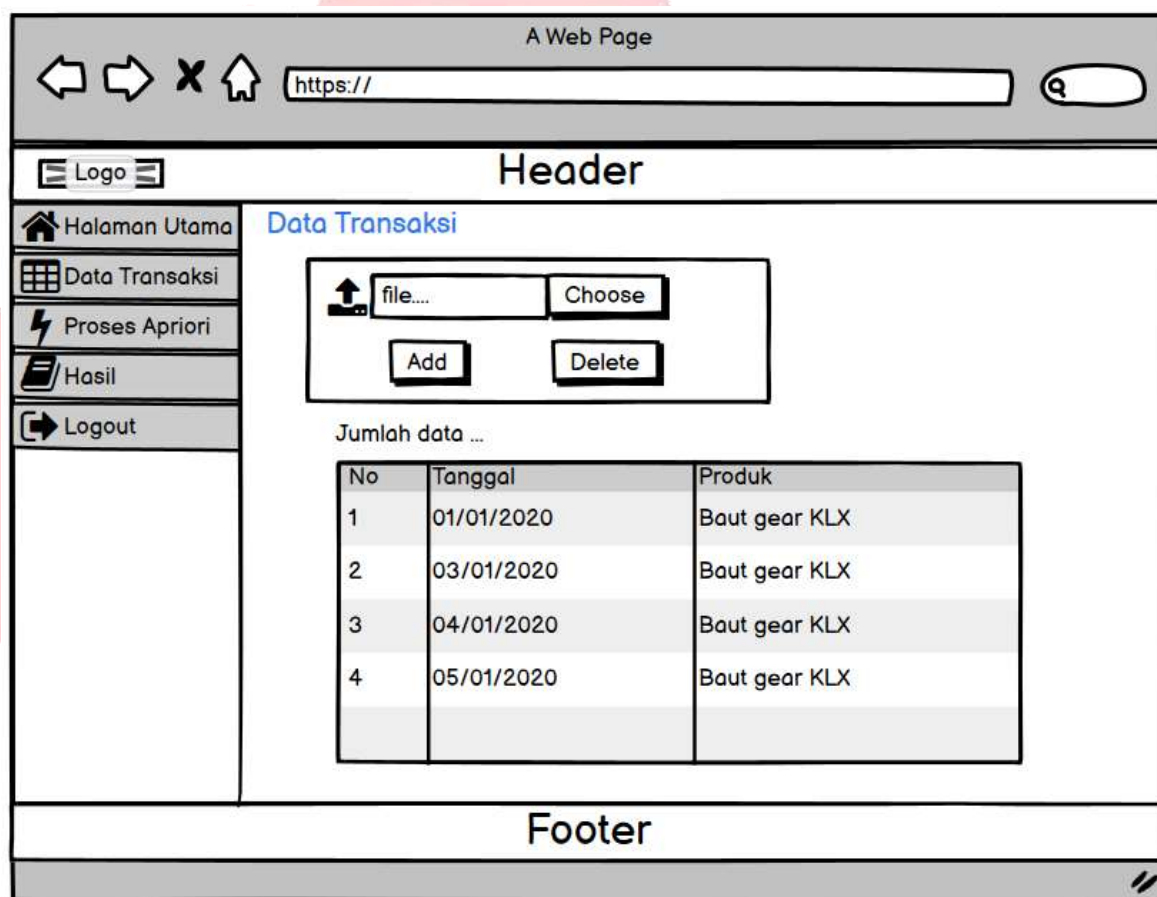 A Web Page
https://
Logo
Header
Halaman Utama
Data Transaksi
Proses Apriori
Hasil
Logout
Data Transaksi
file....
Choose
Add
Delete
Jumlah data ...
No Tanggal Produk
1 01/01/2020 Baut gear KLX
2 03/01/2020 Baut gear KLX
3 04/01/2020 Baut gear KLX
4 05/01/2020 Baut gear KLX
Footer